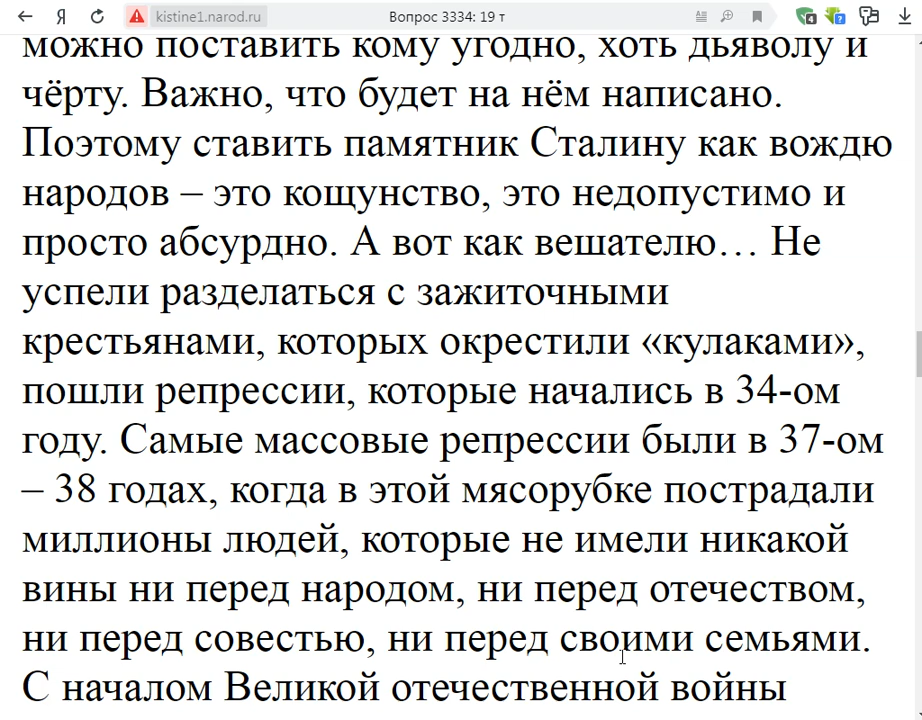 kistine1.narod.ru
Вопрос 3334: 19 т
можно поставить кому угодно, хоть дьяволу и
чёрту. Важно, что будет на нём написано.
Поэтому ставить памятник Сталину как вождю
народов – это кощунство, это недопустимо и
просто абсурдно. А вот как вешателю… Не
успели разделаться с зажиточными
крестьянами, которых окрестили «кулаками»,
пошли репрессии, которые начались в 34-ом
году. Самые массовые репрессии были в 37-ом
– 38 годах, когда в этой мясорубке пострадали
миллионы людей, которые не имели никакой
вины ни перед народом, ни перед отечеством,
ни перед совестью, ни перед своими семьями.
С началом Великой отечественной войны